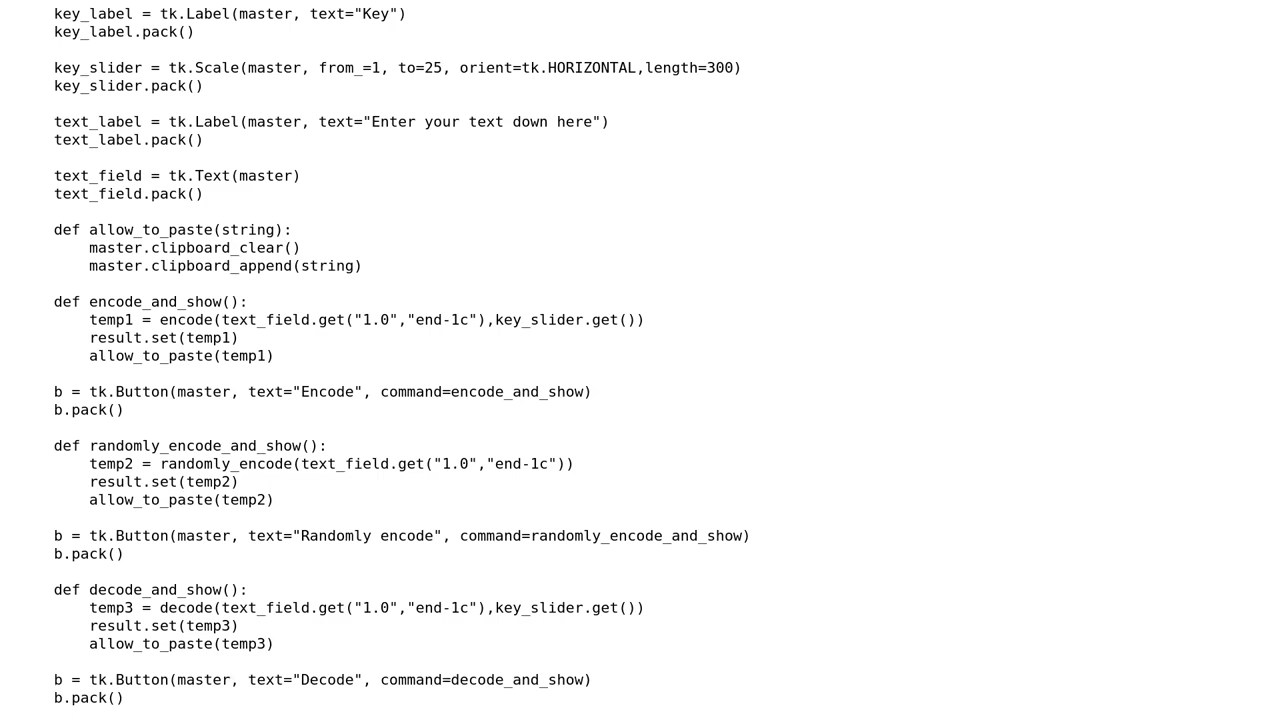 key_label = tk.Label(master, text="Key")
key_label.pack()

key_slider = tk.Scale(master, from_=1, to=25, orient=tk.HORIZONTAL,length=300)
key_slider.pack()

text_label = tk.Label(master, text="Enter your text down here")
text_label.pack()

text_field = tk.Text(master)
text_field.pack()

def allow_to_paste(string):
    master.clipboard_clear()
    master.clipboard_append(string)

def encode_and_show():
    temp1 = encode(text_field.get("1.0","end-1c"),key_slider.get())
    result.set(temp1)
    allow_to_paste(temp1)

b = tk.Button(master, text="Encode", command=encode_and_show)
b.pack()

def randomly_encode_and_show():
    temp2 = randomly_encode(text_field.get("1.0","end-1c"))
    result.set(temp2)
    allow_to_paste(temp2)

b = tk.Button(master, text="Randomly encode", command=randomly_encode_and_show)
b.pack()

def decode_and_show():
    temp3 = decode(text_field.get("1.0","end-1c"),key_slider.get())
    result.set(temp3)
    allow_to_paste(temp3)

b = tk.Button(master, text="Decode", command=decode_and_show)
b.pack()